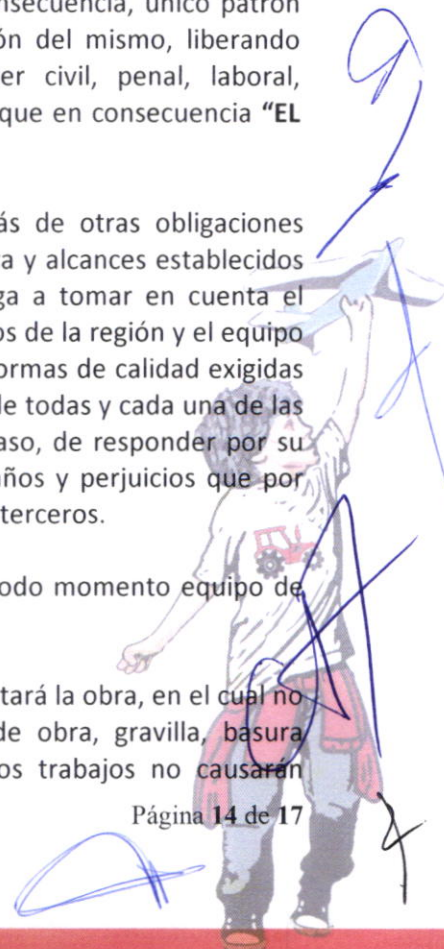 nsecuencia, único patrón
ón del mismo, liberando
er civil, penal, laboral,
que en consecuencia "EL
ás de otras obligaciones
ra y alcances establecidos
ga a tomar en cuenta el
os de la región y el equipo
ormas de calidad exigidas
de todas y cada una de las
aso, de responder por su
años y perjuicios que por
terceros.
odo momento equipo de
tará la obra, en el cual no
de obra, gravilla, basura
os trabajos no causarán
Página 14 de 17